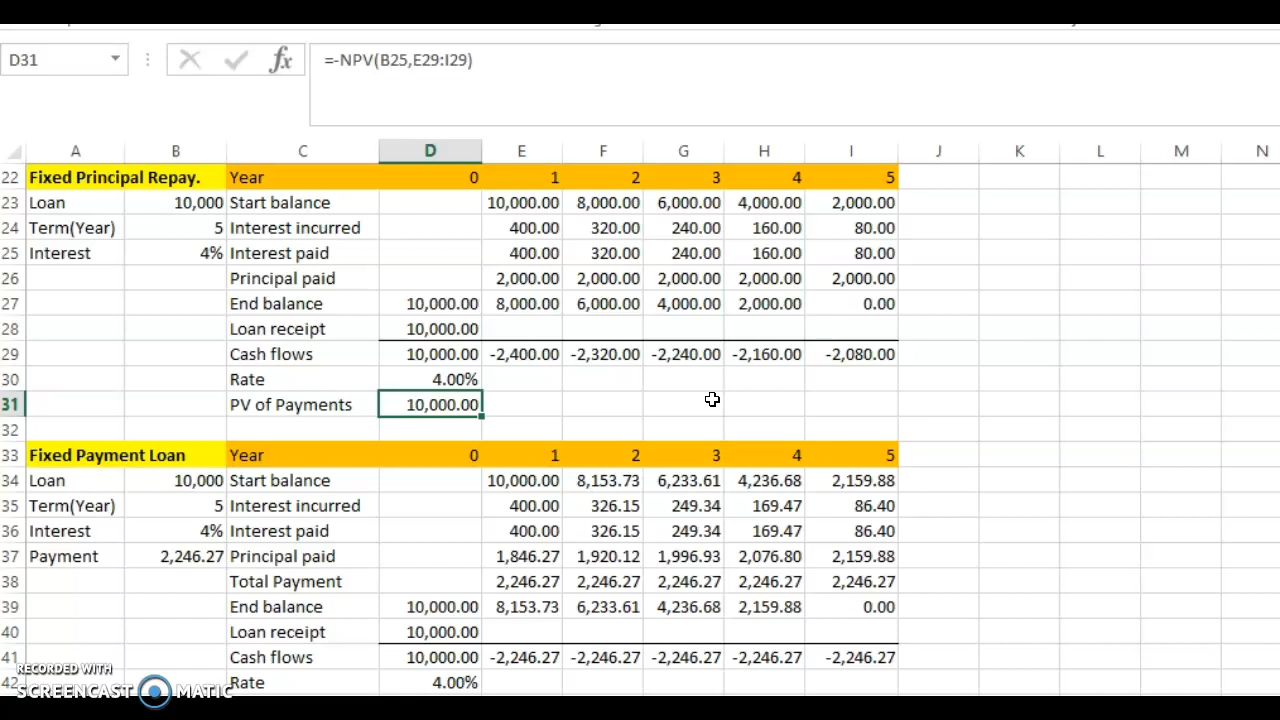 D31 fx =-NPV(B25,E29:I29)
A B C D E F G H I J K L M N
22 Fixed Principal Repay. Year 0 1 2 3 4 5
23 Loan 10,000 Start balance 10,000.00 8,000.00 6,000.00 4,000.00 2,000.00
24 Term(Year) 5 Interest incurred 400.00 320.00 240.00 160.00 80.00
25 Interest 4% Interest paid 400.00 320.00 240.00 160.00 80.00
26 Principal paid 2,000.00 2,000.00 2,000.00 2,000.00 2,000.00
27 End balance 10,000.00 8,000.00 6,000.00 4,000.00 2,000.00 0.00
28 Loan receipt 10,000.00
29 Cash flows 10,000.00 -2,400.00 -2,320.00 -2,240.00 -2,160.00 -2,080.00
30 Rate 4.00%
31 PV of Payments 10,000.00
32
33 Fixed Payment Loan Year 0 1 2 3 4 5
34 Loan 10,000 Start balance 10,000.00 8,153.73 6,233.61 4,236.68 2,159.88
35 Term(Year) 5 Interest incurred 400.00 326.15 249.34 169.47 86.40
36 Interest 4% Interest paid 400.00 326.15 249.34 169.47 86.40
37 Payment 2,246.27 Principal paid 1,846.27 1,920.12 1,996.93 2,076.80 2,159.88
38 Total Payment 2,246.27 2,246.27 2,246.27 2,246.27 2,246.27
39 End balance 10,000.00 8,153.73 6,233.61 4,236.68 2,159.88 0.00
40 Loan receipt 10,000.00
41 Cash flows 10,000.00 -2,246.27 -2,246.27 -2,246.27 -2,246.27 -2,246.27
42 Rate 4.00%
RECORDED WITH
SCREENCAST MATIC